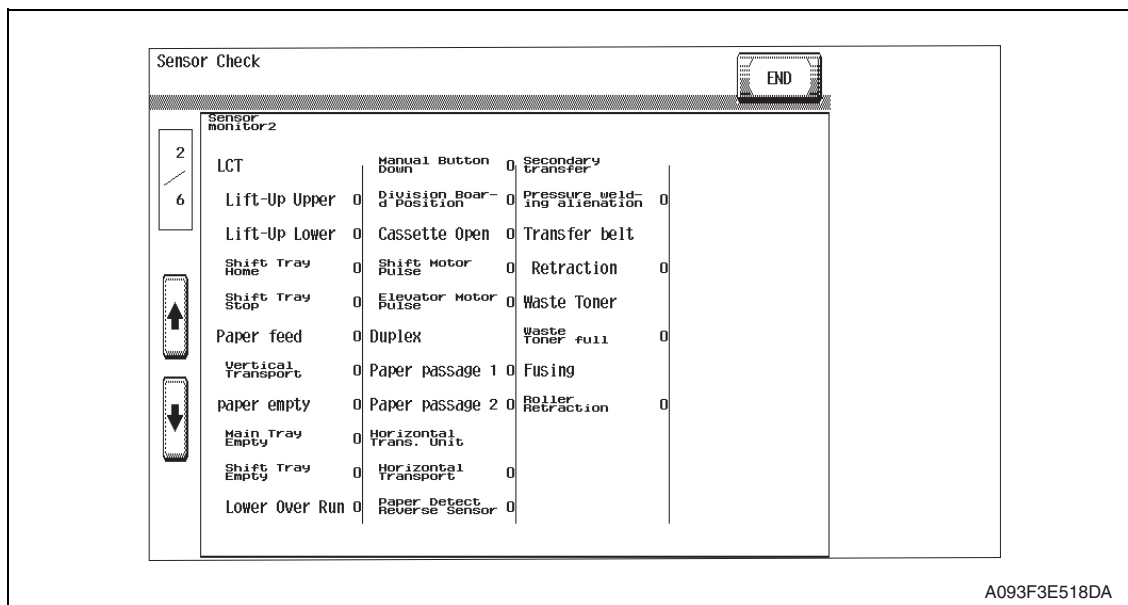 Sensor Check
END
Sensor
monitor2
2
6
LCT
Lift-Up Upper 0
Lift-Up Lower 0
Shift Tray
Home 0
Shift Tray
Stop 0
Paper feed 0
Vertical
Transport 0
paper empty 0
Main Tray
Empty 0
Shift Tray
Empty 0
Lower Over Run 0
Manual Button
Down 0
Division Boar-
d Position 0
Cassette Open 0
Shift Motor
Pulse 0
Elevator Motor
Pulse 0
Duplex
Paper passage 1 0
Paper passage 2 0
Horizontal
Trans. Unit
Horizontal
Transport 0
Paper Detect
Reverse Sensor 0
Secondary
transfer
Pressure weld-
ing alienation 0
Transfer belt
Retraction 0
Waste Toner
Waste
Toner full 0
Fusing
Roller
Retraction 0
A093F3E518DA